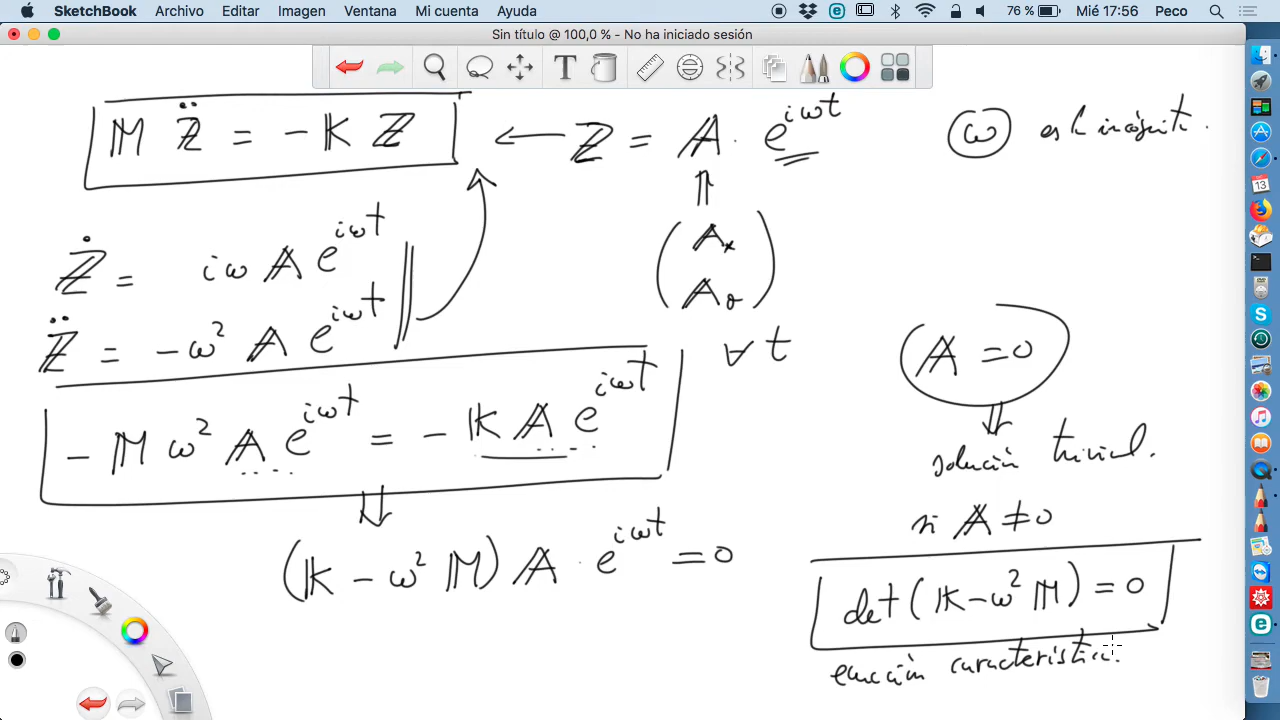 SketchBook Archivo Editar Imagen Ventana Mi cuenta Ayuda 76 % Mié 17:56 Peco
Sin título @ 100,0 % - No ha iniciado sesión
𝕄 Z̈ = − 𝕂 ℤ ← ℤ = 𝔸 · e^{iωt}
ω es la incógnita.
(𝔸x
𝔸θ)
Ż = iω 𝔸 e^{iωt}
Z̈ = −ω² 𝔸 e^{iωt}
∀ t
− 𝕄 ω² 𝔸 e^{iωt} = − 𝕂 𝔸 e^{iωt}
⇓
(𝕂 − ω² 𝕄) 𝔸 · e^{iωt} = 0
𝔸 = 0
⇓
solución trivial.
si 𝔸 ≠ 0
det(𝕂 − ω² 𝕄) = 0
ecuación característica.
13